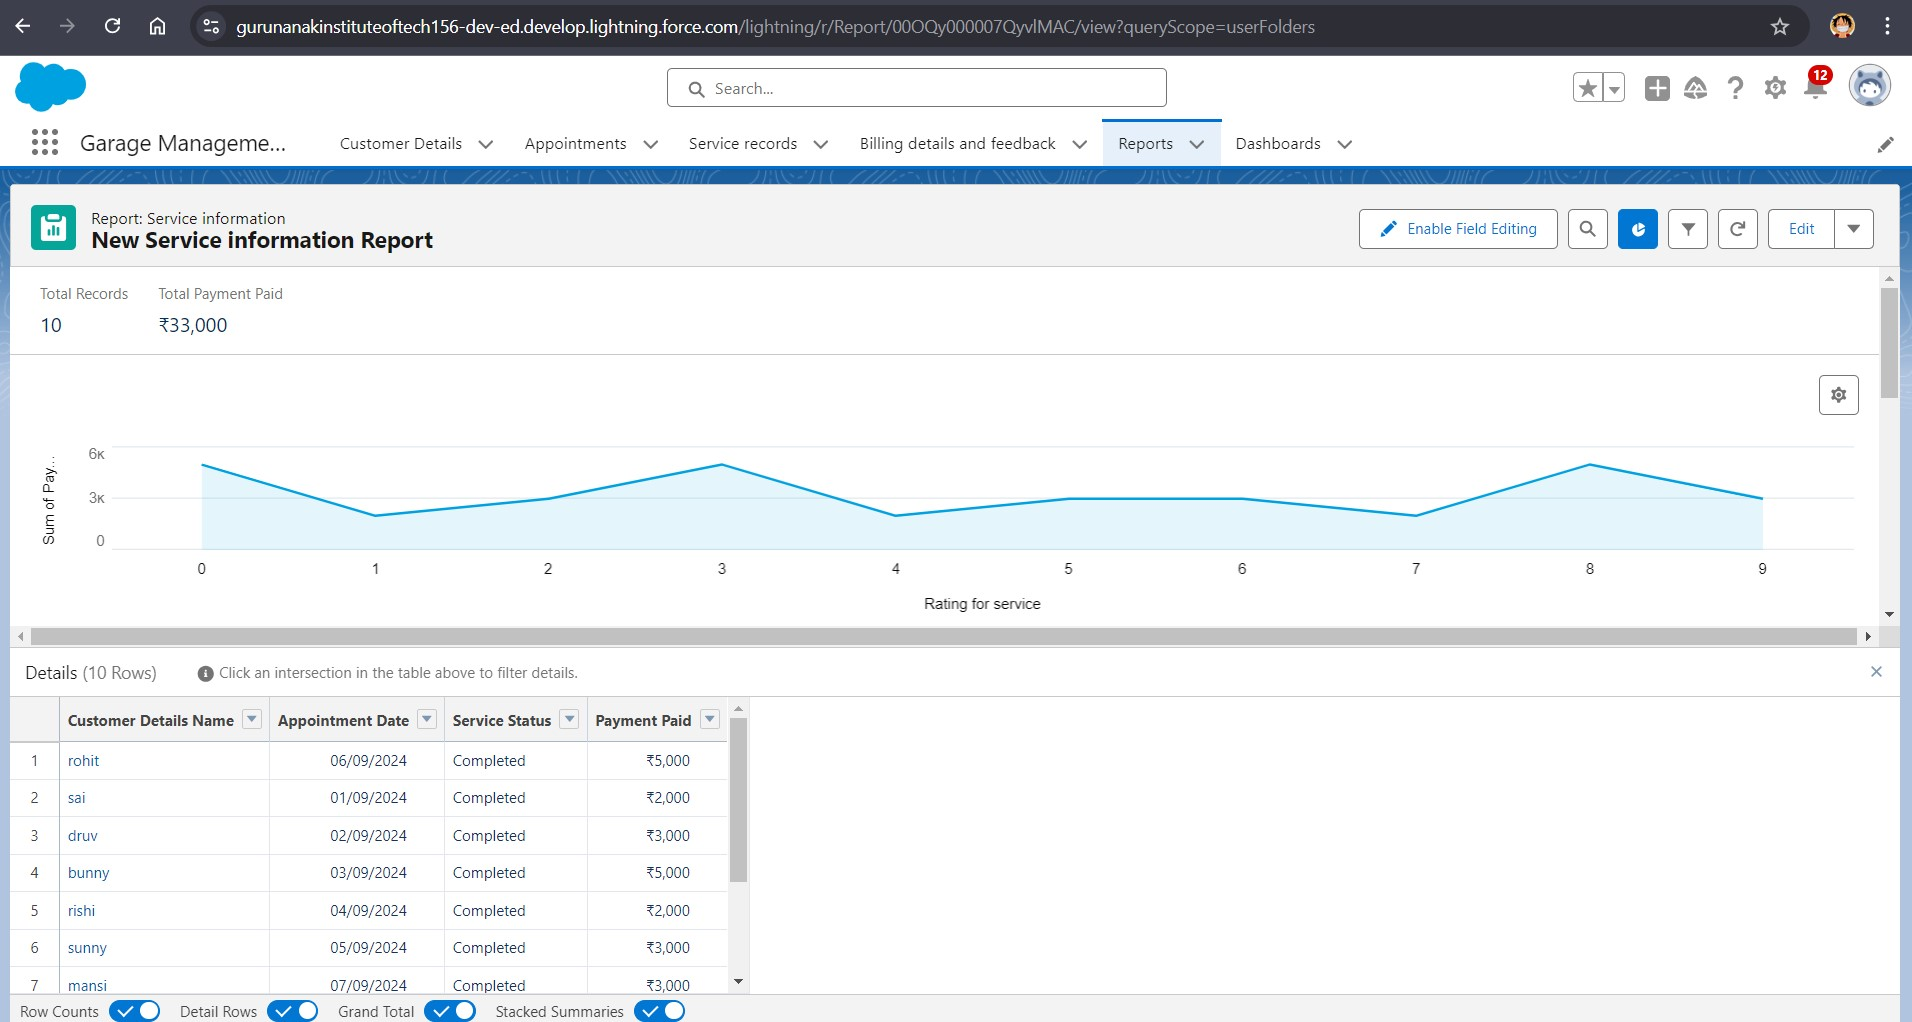 gurunanakinstituteoftech156-dev-ed.develop.lightning.force.com/lightning/r/Report/00OQy000007QyvlMAC/view?queryScope=userFolders
Search...
12
Garage Manageme...
Customer Details
Appointments
Service records
Billing details and feedback
Reports
Dashboards
Report: Service information
New Service information Report
Enable Field Editing
Edit
Total Records
Total Payment Paid
10
₹33,000
Sum of Pay...
6K
3K
0
0 1 2 3 4 5 6 7 8 9
Rating for service
Details (10 Rows)
Click an intersection in the table above to filter details.
Customer Details Name Appointment Date Service Status Payment Paid
1 rohit 06/09/2024 Completed ₹5,000
2 sai 01/09/2024 Completed ₹2,000
3 druv 02/09/2024 Completed ₹3,000
4 bunny 03/09/2024 Completed ₹5,000
5 rishi 04/09/2024 Completed ₹2,000
6 sunny 05/09/2024 Completed ₹3,000
7 mansi 07/09/2024 Completed ₹3,000
Row Counts Detail Rows Grand Total Stacked Summaries